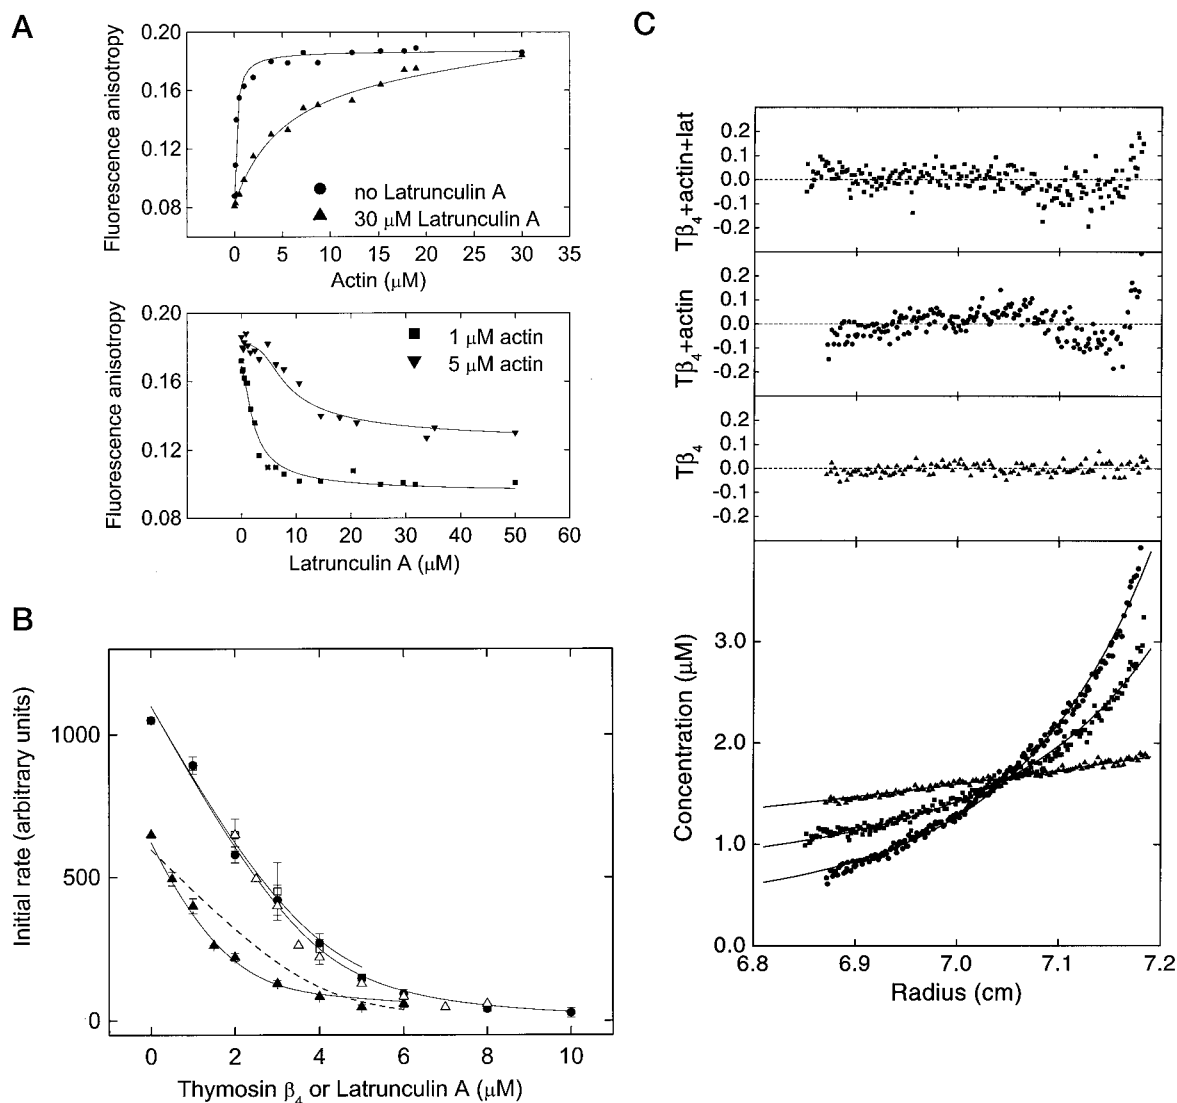 A
Fluorescence anisotropy
0.20
0.16
0.12
0.08
no Latrunculin A
30 μM Latrunculin A
0 5 10 15 20 25 30 35
Actin (μM)
Fluorescence anisotropy
0.20
0.16
0.12
0.08
1 μM actin
5 μM actin
0 10 20 30 40 50 60
Latrunculin A (μM)
B
Initial rate (arbitrary units)
1000
500
0
0 2 4 6 8 10
Thymosin β4 or Latrunculin A (μM)
C
Tβ4+actin+lat
0.2
0.1
0.0
-0.1
-0.2
Tβ4+actin
0.2
0.1
0.0
-0.1
-0.2
Tβ4
0.2
0.1
0.0
-0.1
-0.2
Concentration (μM)
3.0
2.0
1.0
0.0
6.8 6.9 7.0 7.1 7.2
Radius (cm)